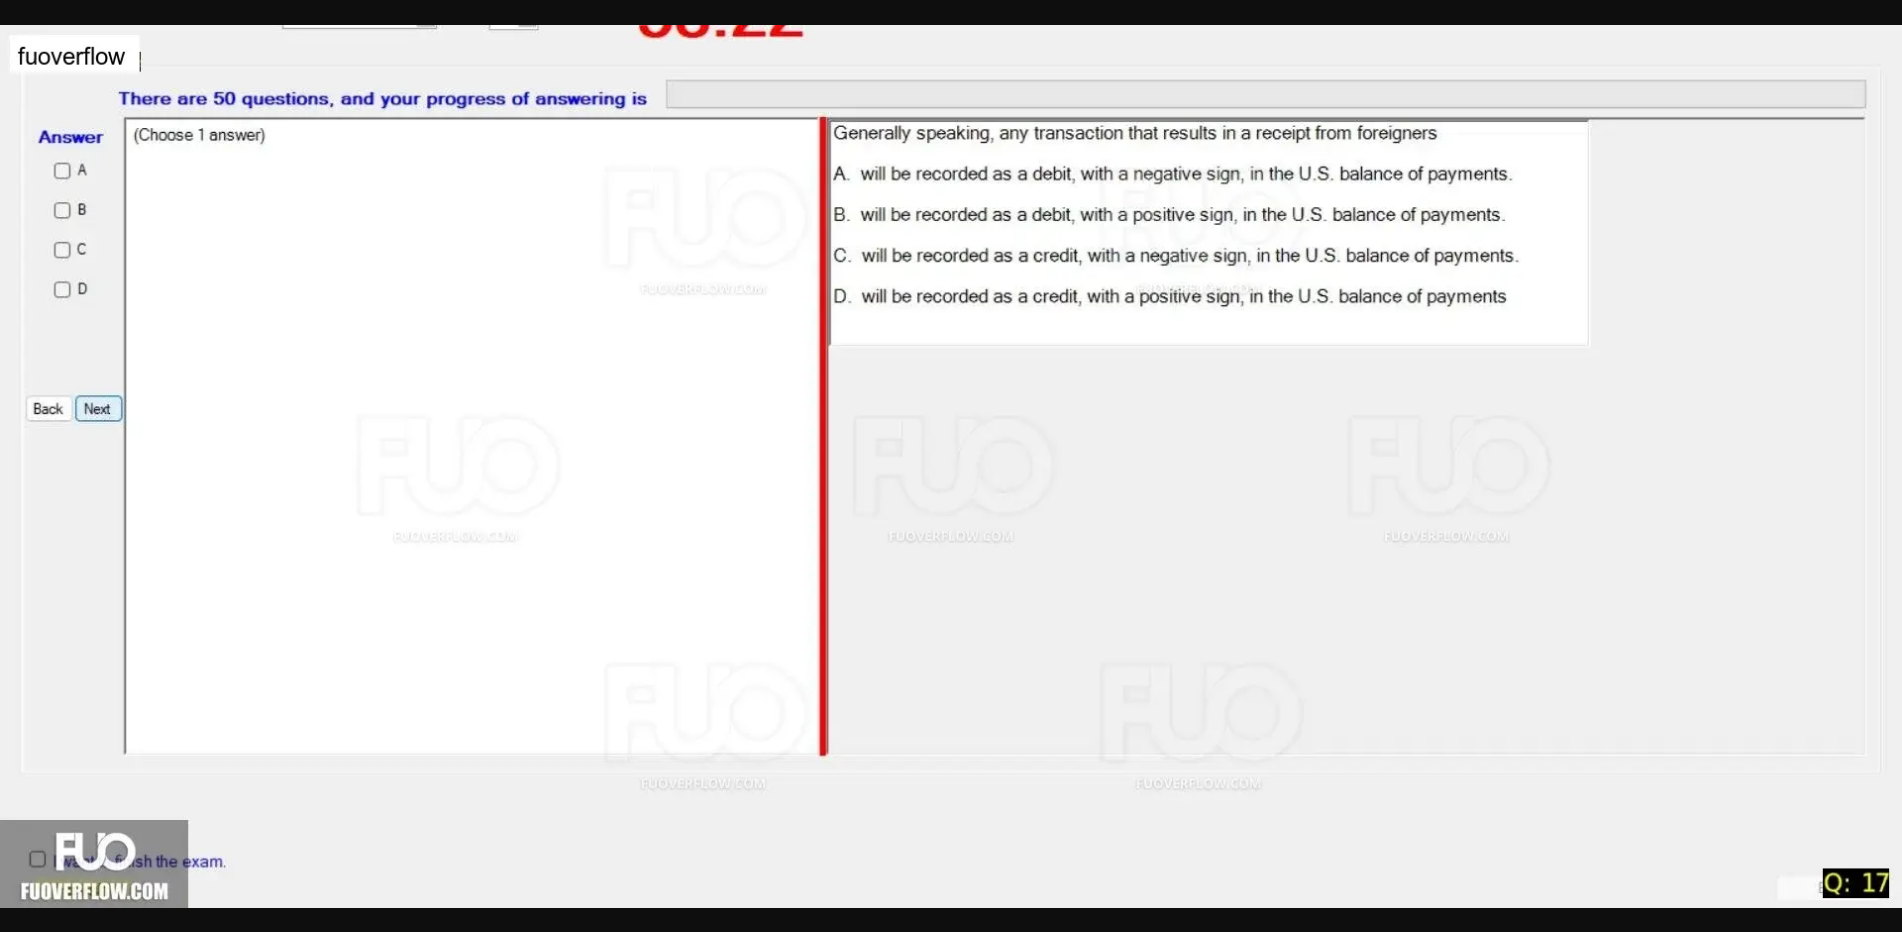 fuoverflow
There are 50 questions, and your progress of answering is
Answer
(Choose 1 answer)
A
B
C
D
Back Next
Generally speaking, any transaction that results in a receipt from foreigners
A. will be recorded as a debit, with a negative sign, in the U.S. balance of payments.
B. will be recorded as a debit, with a positive sign, in the U.S. balance of payments.
C. will be recorded as a credit, with a negative sign, in the U.S. balance of payments.
D. will be recorded as a credit, with a positive sign, in the U.S. balance of payments
FUO
FUOVERFLOW.COM
FUO
FUOVERFLOW.COM
FUO
FUOVERFLOW.COM
FUO
FUOVERFLOW.COM
FUO
FUOVERFLOW.COM
FUO
FUOVERFLOW.COM
FUO
FUOVERFLOW.COM
the exam.
FUO
FUOVERFLOW.COM
Q: 17